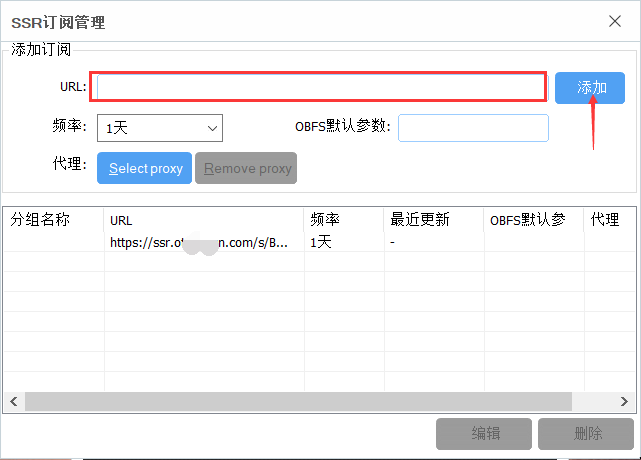 SSR订阅管理
添加订阅
URL: 添加
频率: 1天 OBFS默认参数:
代理: Select proxy Remove proxy
分组名称 URL 频率 最近更新 OBFS默认参 代理
https://ssr.o n.com/s/B... 1天 -
编辑 删除